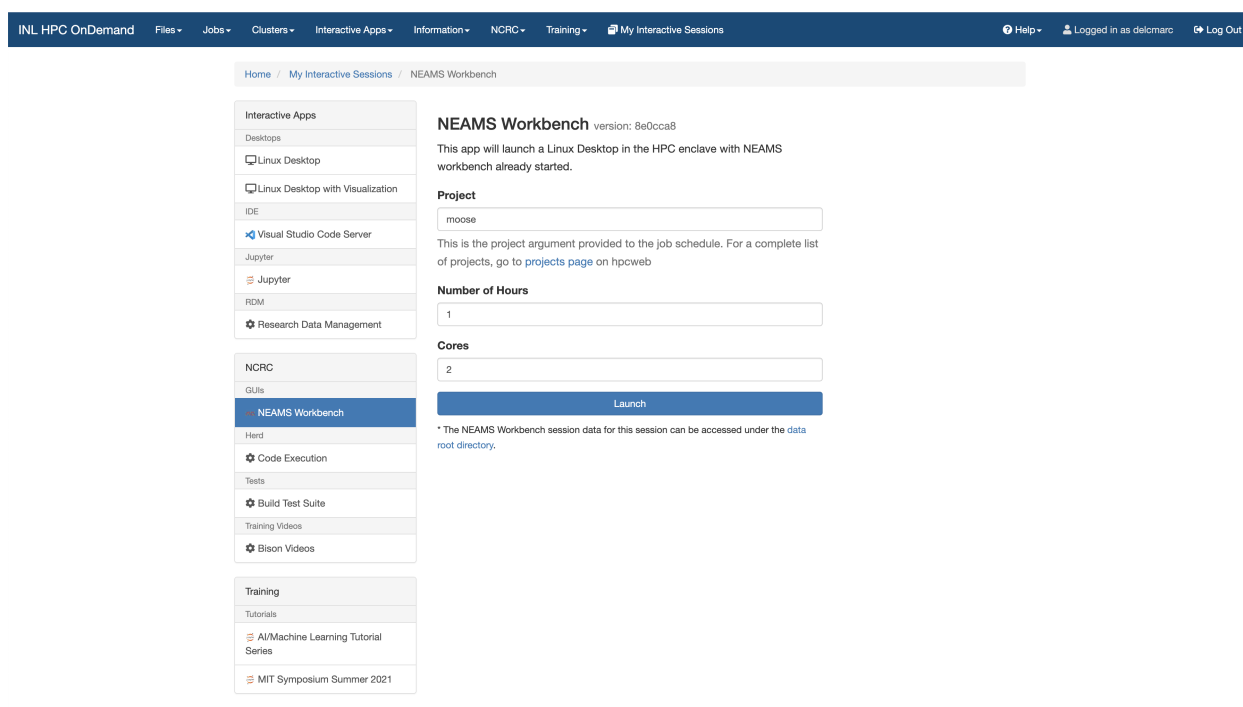 INL HPC OnDemand Files Jobs Clusters Interactive Apps Information NCRC Training My Interactive Sessions Help Logged in as delcmarc Log Out
Home / My Interactive Sessions / NEAMS Workbench
Interactive Apps
Desktops
Linux Desktop
Linux Desktop with Visualization
IDE
Visual Studio Code Server
Jupyter
Jupyter
RDM
Research Data Management
NCRC
GUIs
NEAMS Workbench
Herd
Code Execution
Tests
Build Test Suite
Training Videos
Bison Videos
Training
Tutorials
AI/Machine Learning Tutorial
Series
MIT Symposium Summer 2021
NEAMS Workbench version: 8e0cca8
This app will launch a Linux Desktop in the HPC enclave with NEAMS
workbench already started.
Project
moose
This is the project argument provided to the job schedule. For a complete list
of projects, go to projects page on hpcweb
Number of Hours
1
Cores
2
Launch
* The NEAMS Workbench session data for this session can be accessed under the data
root directory.